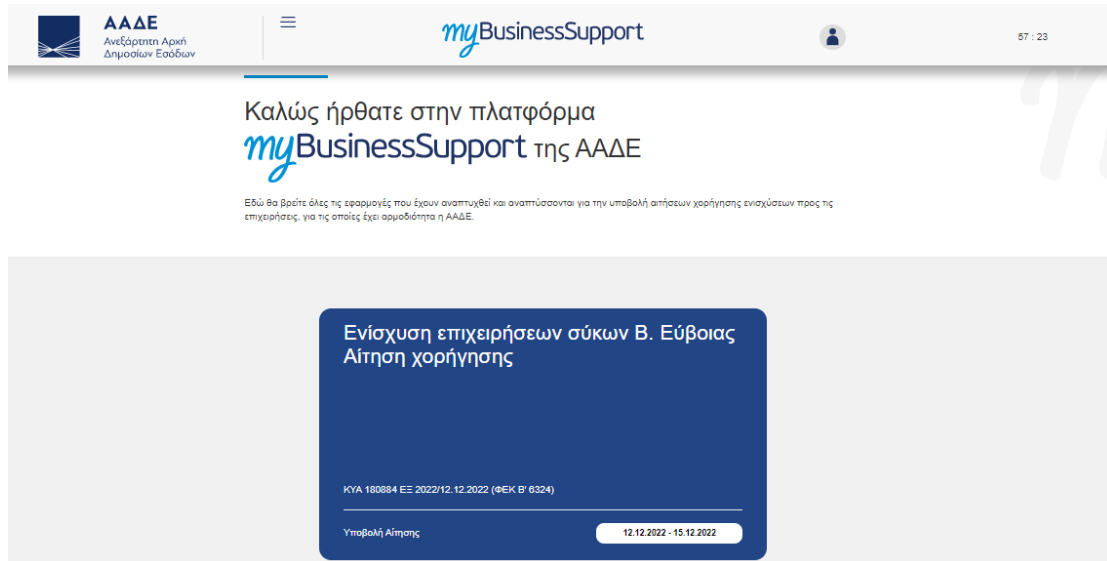 ΑΑΔΕ
Ανεξάρτητη Αρχή
Δημοσίων Εσόδων
myBusinessSupport
57 : 23
Καλώς ήρθατε στην πλατφόρμα
myBusinessSupport της ΑΑΔΕ
Εδώ θα βρείτε όλες τις εφαρμογές που έχουν αναπτυχθεί και αναπτύσσονται για την υποβολή αιτήσεων χορήγησης ενισχύσεων προς τις
επιχειρήσεις, για τις οποίες έχει αρμοδιότητα η ΑΑΔΕ.
Ενίσχυση επιχειρήσεων σύκων Β. Εύβοιας
Αίτηση χορήγησης
ΚΥΑ 180884 ΕΞ 2022/12.12.2022 (ΦΕΚ Β' 6324)
Υποβολή Αίτησης
12.12.2022 - 15.12.2022